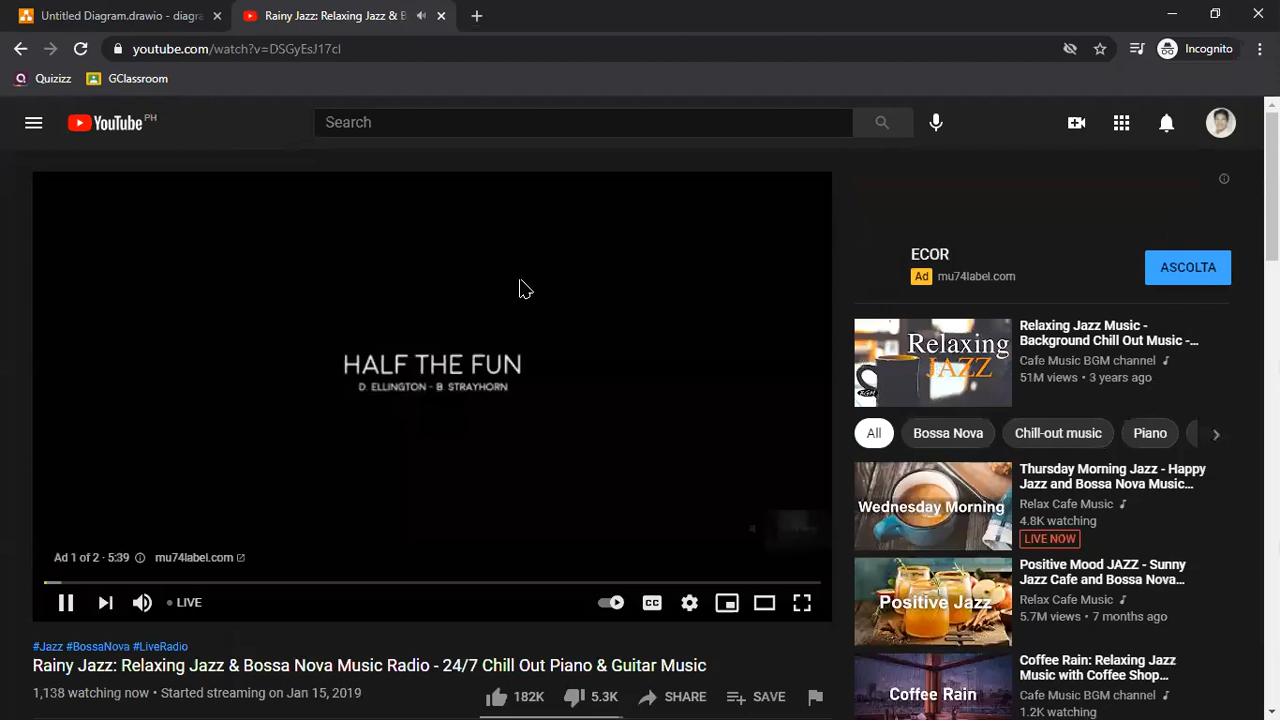 Untitled Diagram.drawio - diagra
Rainy Jazz: Relaxing Jazz & B
youtube.com/watch?v=DSGyEsJ17cI
Incognito
Quizizz
GClassroom
YouTube PH
Search
HALF THE FUN
D. ELLINGTON - B. STRAYHORN
Ad 1 of 2 · 5:39
mu74label.com
LIVE
CC
#Jazz #BossaNova #LiveRadio
Rainy Jazz: Relaxing Jazz & Bossa Nova Music Radio - 24/7 Chill Out Piano & Guitar Music
1,138 watching now • Started streaming on Jan 15, 2019
182K
5.3K
SHARE
SAVE
ECOR
Ad mu74label.com
ASCOLTA
Relaxing
JAZZ
BGM
Relaxing Jazz Music -
Background Chill Out Music -...
Cafe Music BGM channel
51M views • 3 years ago
All
Bossa Nova
Chill-out music
Piano
Wednesday Morning
Thursday Morning Jazz - Happy
Jazz and Bossa Nova Music...
Relax Cafe Music
4.8K watching
LIVE NOW
Positive Jazz
Positive Mood JAZZ - Sunny
Jazz Cafe and Bossa Nova...
Relax Cafe Music
5.7M views • 7 months ago
Coffee Rain
Coffee Rain: Relaxing Jazz
Music with Coffee Shop...
Cafe Music BGM channel
1.2K watching